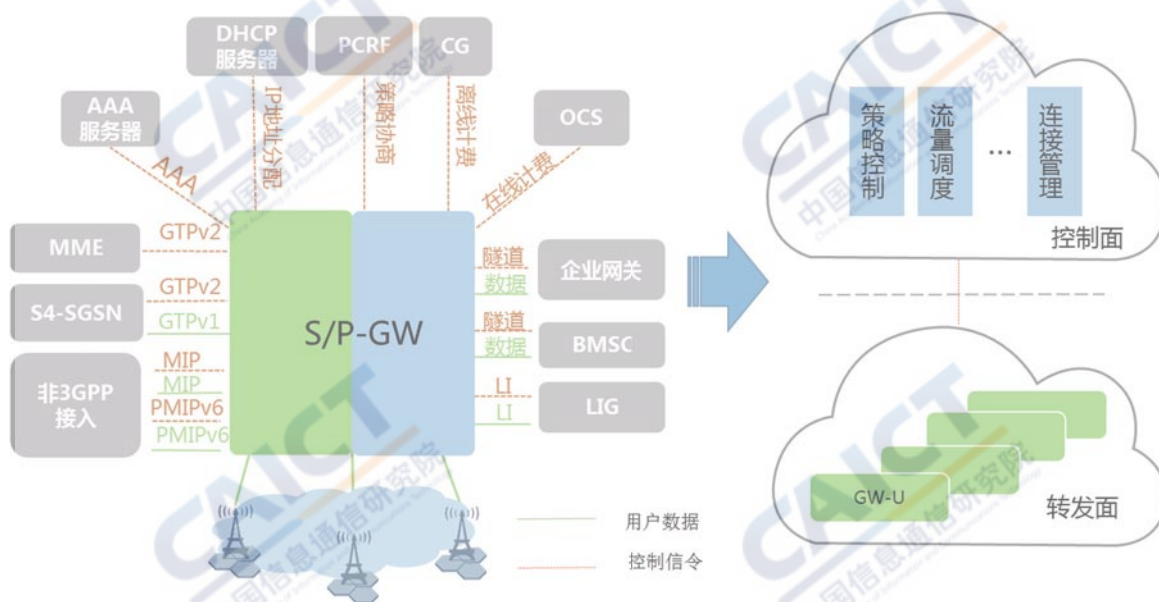 DHCP
服务器
PCRF
CG
AAA
服务器
OCS
AAA
IP地址分配
策略协商
离线计费
在线计费
MME
GTPv2
S4-SGSN
GTPv2
GTPv1
非3GPP
接入
MIP
MIP
PMIPv6
PMIPv6
S/P-GW
隧道
数据
企业网关
隧道
数据
BMSC
LI
LI
LIG
用户数据
控制信令
策略控制
流量调度
...
连接管理
控制面
GW-U
转发面
CAICT
中国信息通信研究院
CAICT
中国信息通信研究院
CAICT
中国信息通信研究院
CAICT
中国信息通信研究院